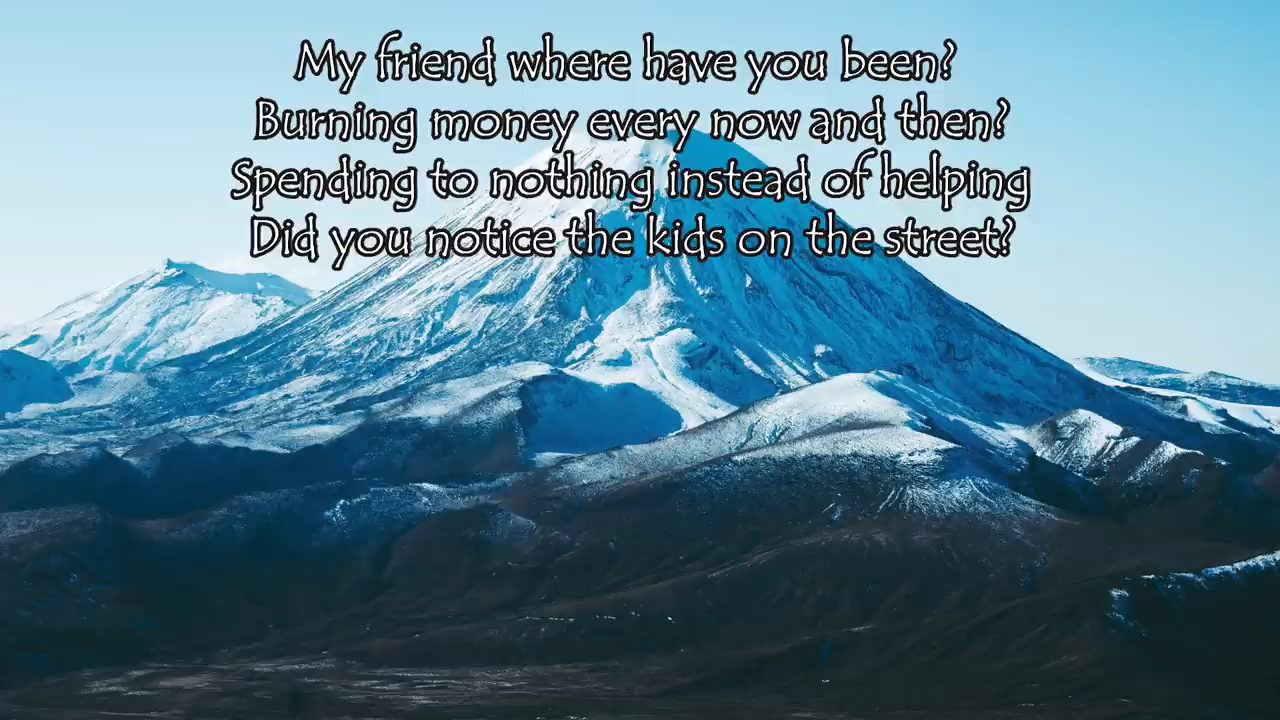 My friend where have you been?
Burning money every now and then?
Spending to nothing instead of helping
Did you notice the kids on the street?